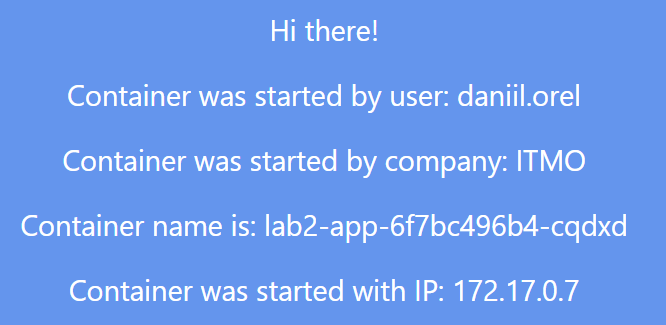 Hi there!
Container was started by user: daniil.orel
Container was started by company: ITMO
Container name is: lab2-app-6f7bc496b4-cqdxd
Container was started with IP: 172.17.0.7